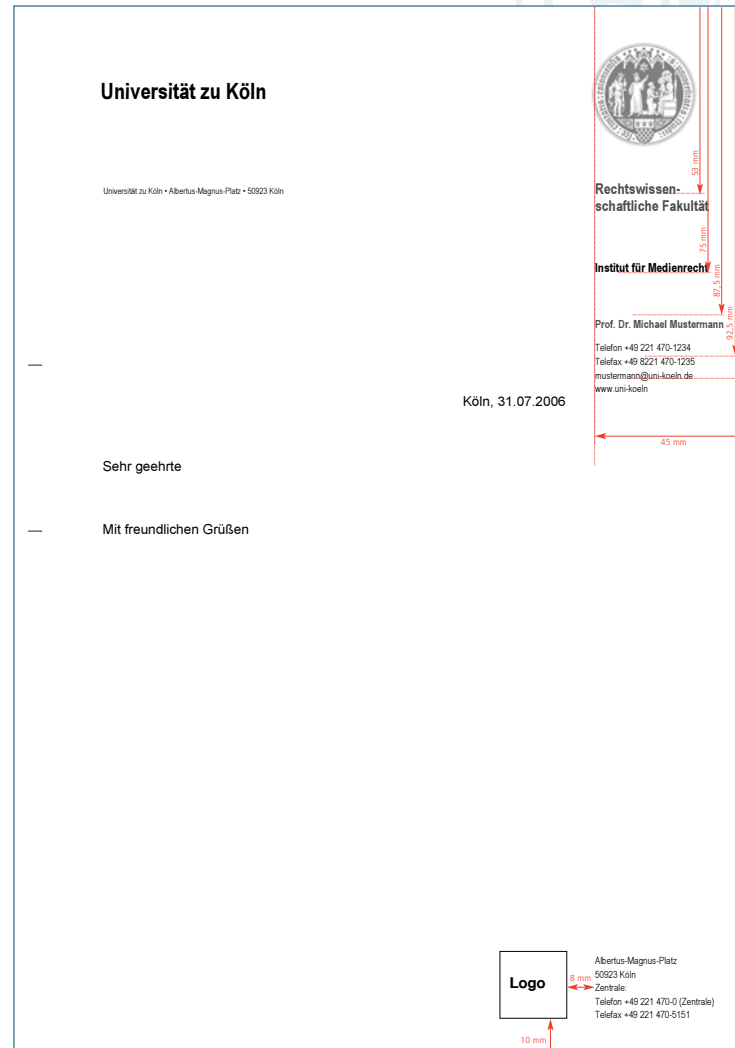 Universität zu Köln
53 mm
Universität zu Köln • Albertus-Magnus-Platz • 50923 Köln
Rechtswissen-
schaftliche Fakultät
75 mm
Institut für Medienrecht
87,5 mm
Prof. Dr. Michael Mustermann
92,5 mm
Telefon +49 221 470-1234
Telefax +49 8221 470-1235
mustermann@uni-koeln.de
www.uni-koeln
Köln, 31.07.2006
45 mm
Sehr geehrte
Mit freundlichen Grüßen
Logo
8 mm
Albertus-Magnus-Platz
50923 Köln
Zentrale:
Telefon +49 221 470-0 (Zentrale)
Telefax +49 221 470-5151
10 mm